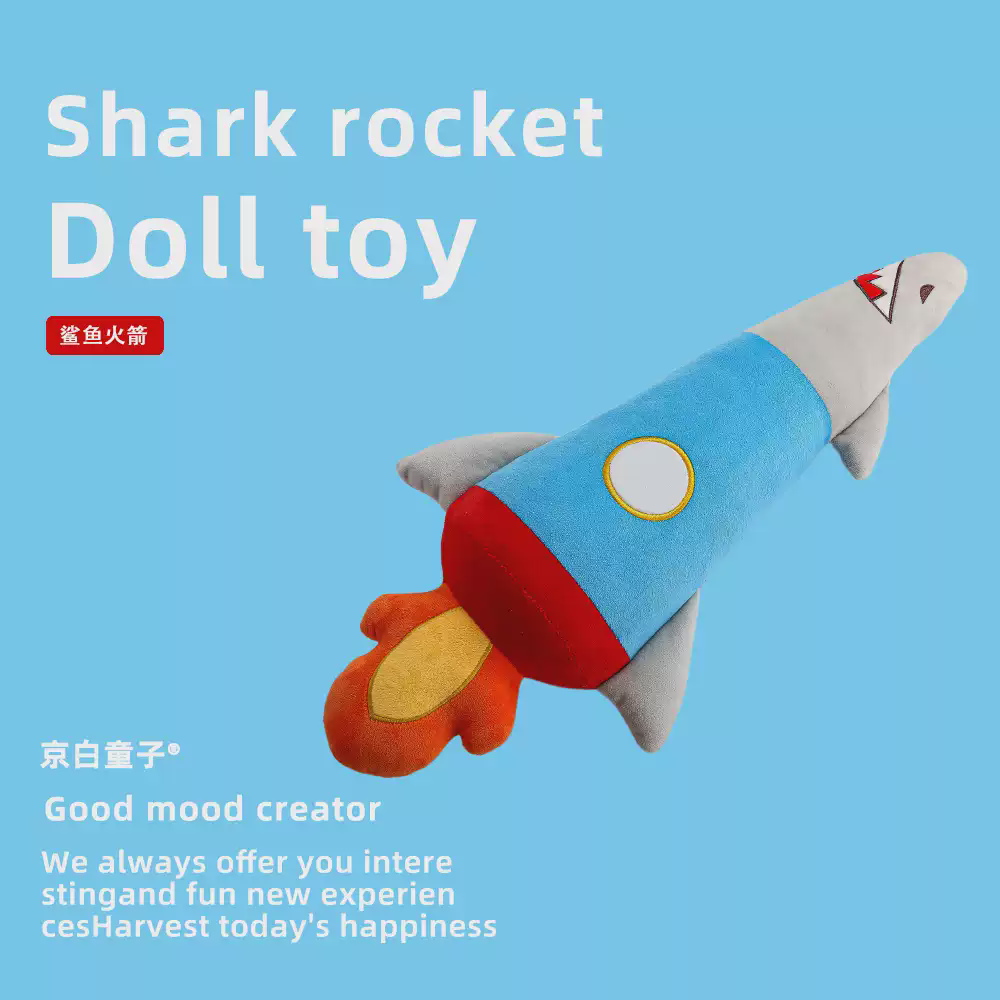 Shark rocket
Doll toy
鲨鱼火箭
京白童子®
Good mood creator
We always offer you intere
stingand fun new experien
cesHarvest today's happiness